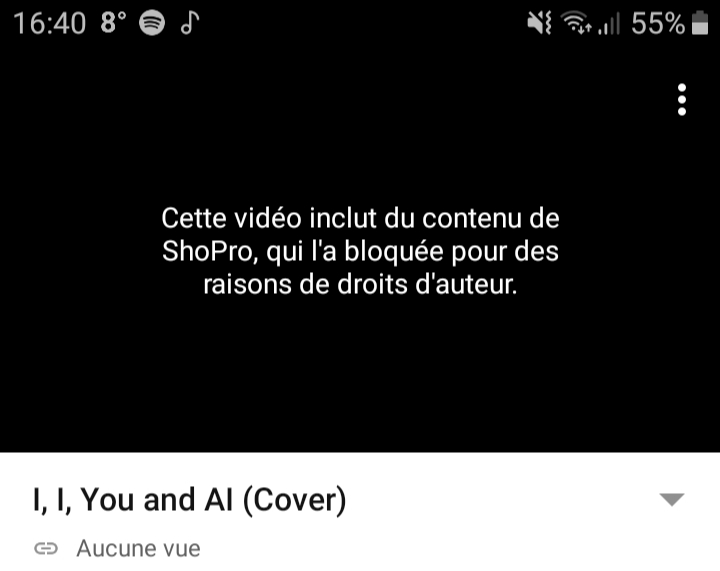 16:40 8° 55%
Cette vidéo inclut du contenu de
ShoPro, qui l'a bloquée pour des
raisons de droits d'auteur.
I, I, You and AI (Cover)
Aucune vue